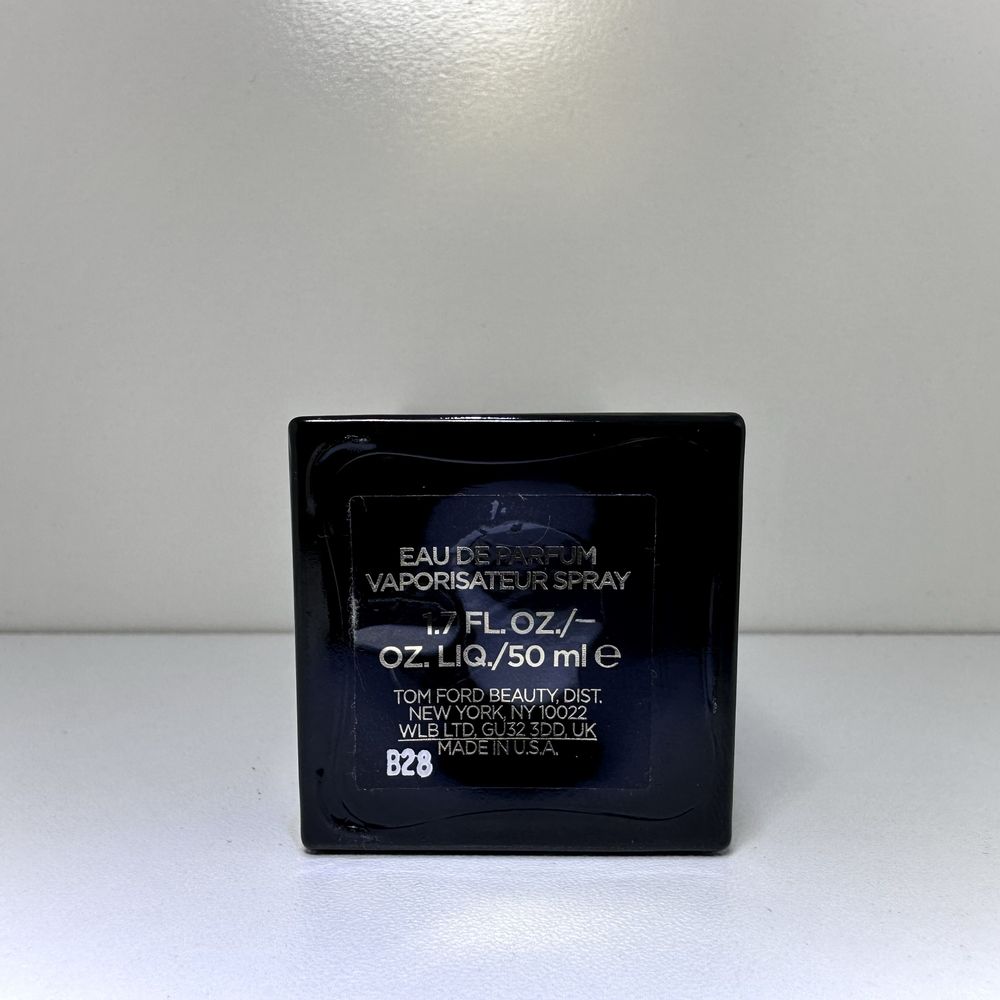 EAU DE PARFUM
VAPORISATEUR SPRAY
1.7 FL. OZ./~
OZ. LIQ./50 ml ℮
TOM FORD BEAUTY, DIST.
NEW YORK, NY 10022
WLB LTD, GU32 3DD, UK
MADE IN U.S.A.
B28